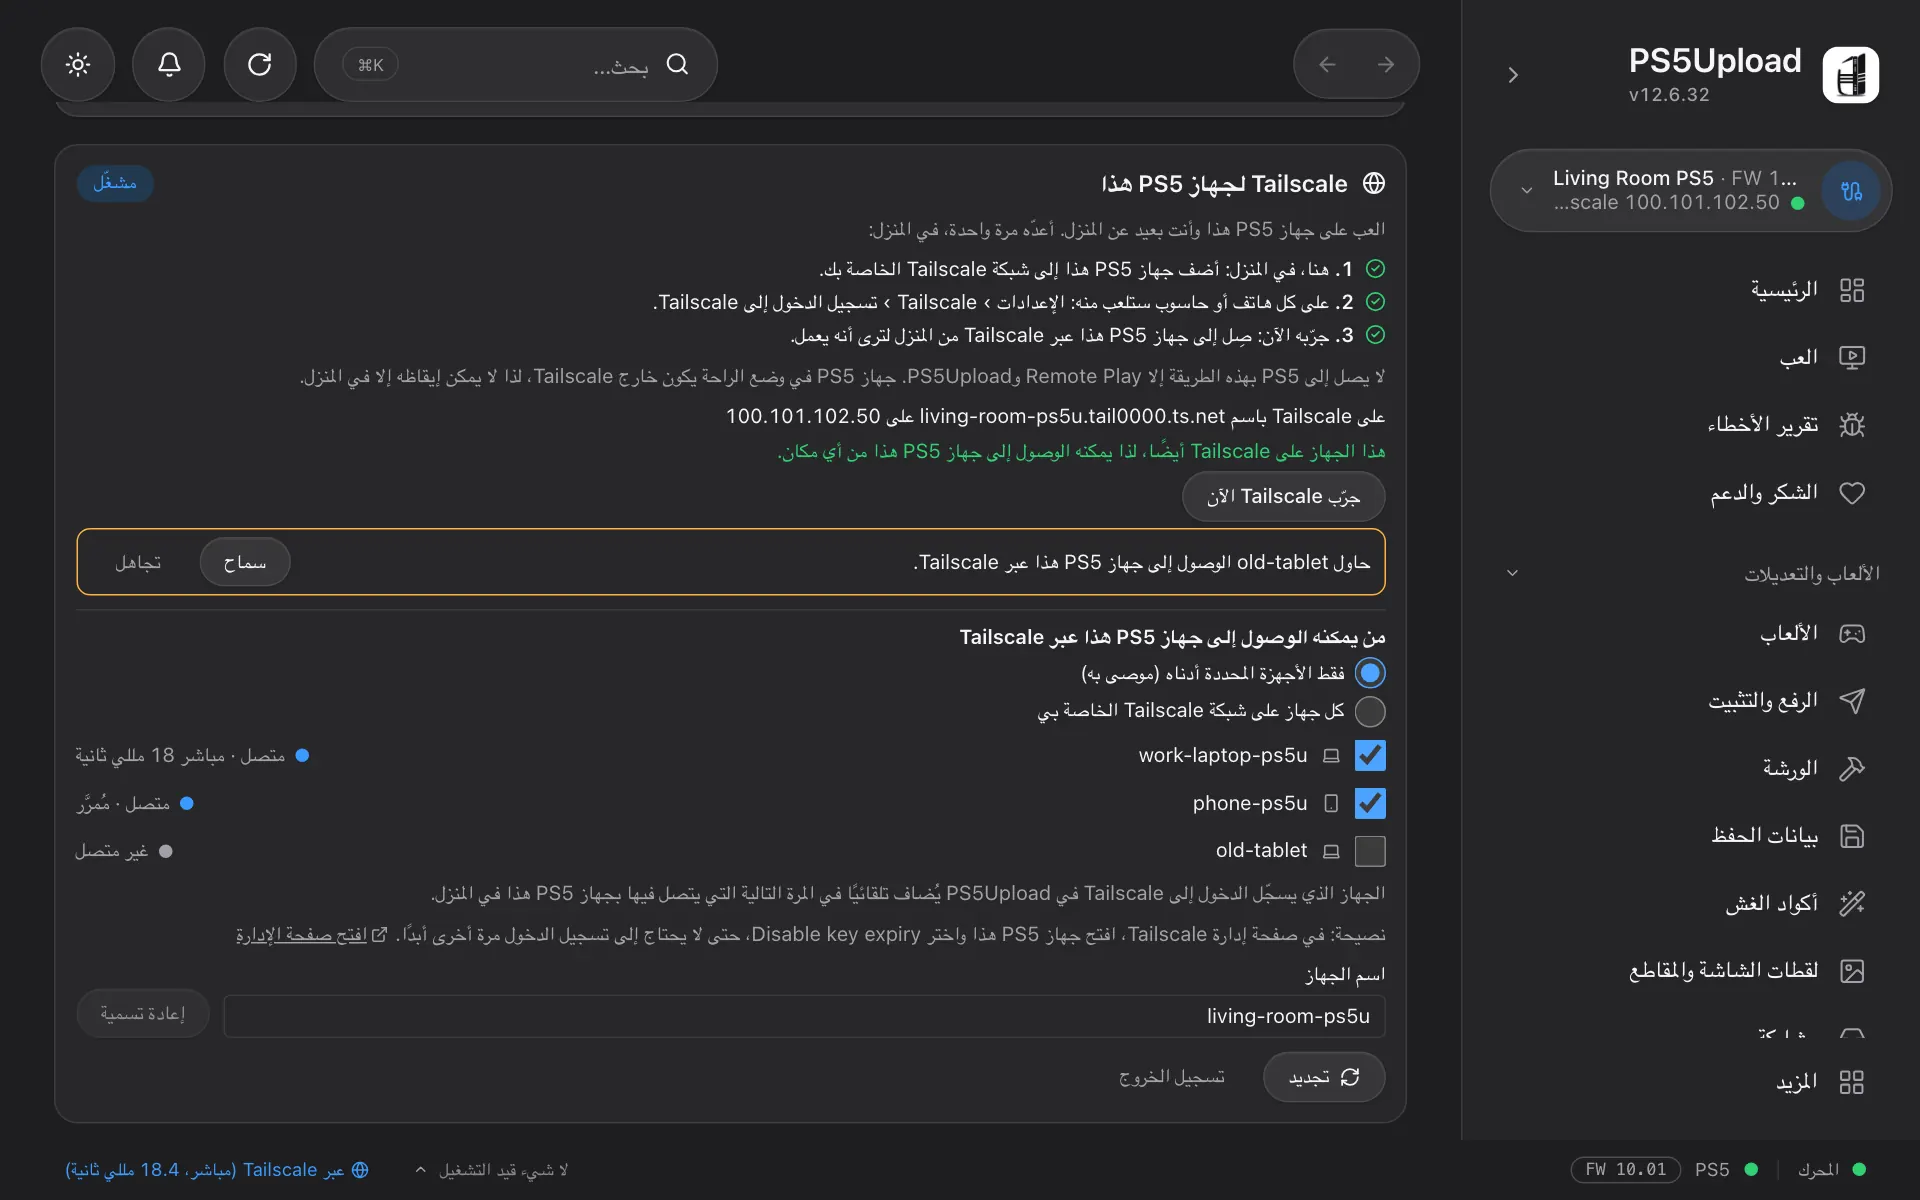 PS5Upload
v12.6.32
Living Room PS5 · FW 1...
...scale 100.101.102.50
الرئيسية
العب
تقرير الأخطاء
الشكر والدعم
الألعاب والتعديلات
الألعاب
الرفع والتثبيت
الورشة
بيانات الحفظ
أكواد الغش
لقطات الشاشة والمقاطع
المزيد
بحث...
⌘K
Tailscale لجهاز PS5 هذا
مشغّل
العب على جهاز PS5 هذا وأنت بعيد عن المنزل. أعدّه مرة واحدة، في المنزل:
1. هنا، في المنزل: أضف جهاز PS5 هذا إلى شبكة Tailscale الخاصة بك.
2. على كل هاتف أو حاسوب ستلعب منه: الإعدادات › Tailscale › تسجيل الدخول إلى Tailscale.
3. جرّبه الآن: صِل إلى جهاز PS5 هذا عبر Tailscale من المنزل لترى أنه يعمل.
لا يصل إلى PS5 بهذه الطريقة إلا Remote Play وPS5Upload. جهاز PS5 في وضع الراحة يكون خارج Tailscale، لذا لا يمكن إيقاظه إلا في المنزل.
على Tailscale باسم living-room-ps5u.tail0000.ts.net على 100.101.102.50
هذا الجهاز على Tailscale أيضًا، لذا يمكنه الوصول إلى جهاز PS5 هذا من أي مكان.
جرّب Tailscale الآن
حاول old-tablet الوصول إلى جهاز PS5 هذا عبر Tailscale.
سماح
تجاهل
من يمكنه الوصول إلى جهاز PS5 هذا عبر Tailscale
فقط الأجهزة المحددة أدناه (موصى به)
كل جهاز على شبكة Tailscale الخاصة بي
work-laptop-ps5u
متصل · مباشر 18 مللي ثانية
phone-ps5u
متصل · مُمرَّر
old-tablet
غير متصل
الجهاز الذي يسجّل الدخول إلى Tailscale في PS5Upload يُضاف تلقائيًا في المرة التالية التي يتصل فيها بجهاز PS5 هذا في المنزل.
نصيحة: في صفحة إدارة Tailscale، افتح جهاز PS5 هذا واختر Disable key expiry، حتى لا يحتاج إلى تسجيل الدخول مرة أخرى أبدًا. افتح صفحة الإدارة
اسم الجهاز
living-room-ps5u
إعادة تسمية
تجديد
تسجيل الخروج
المحرك
PS5
FW 10.01
لا شيء قيد التشغيل
عبر Tailscale (مباشر، 18.4 مللي ثانية)